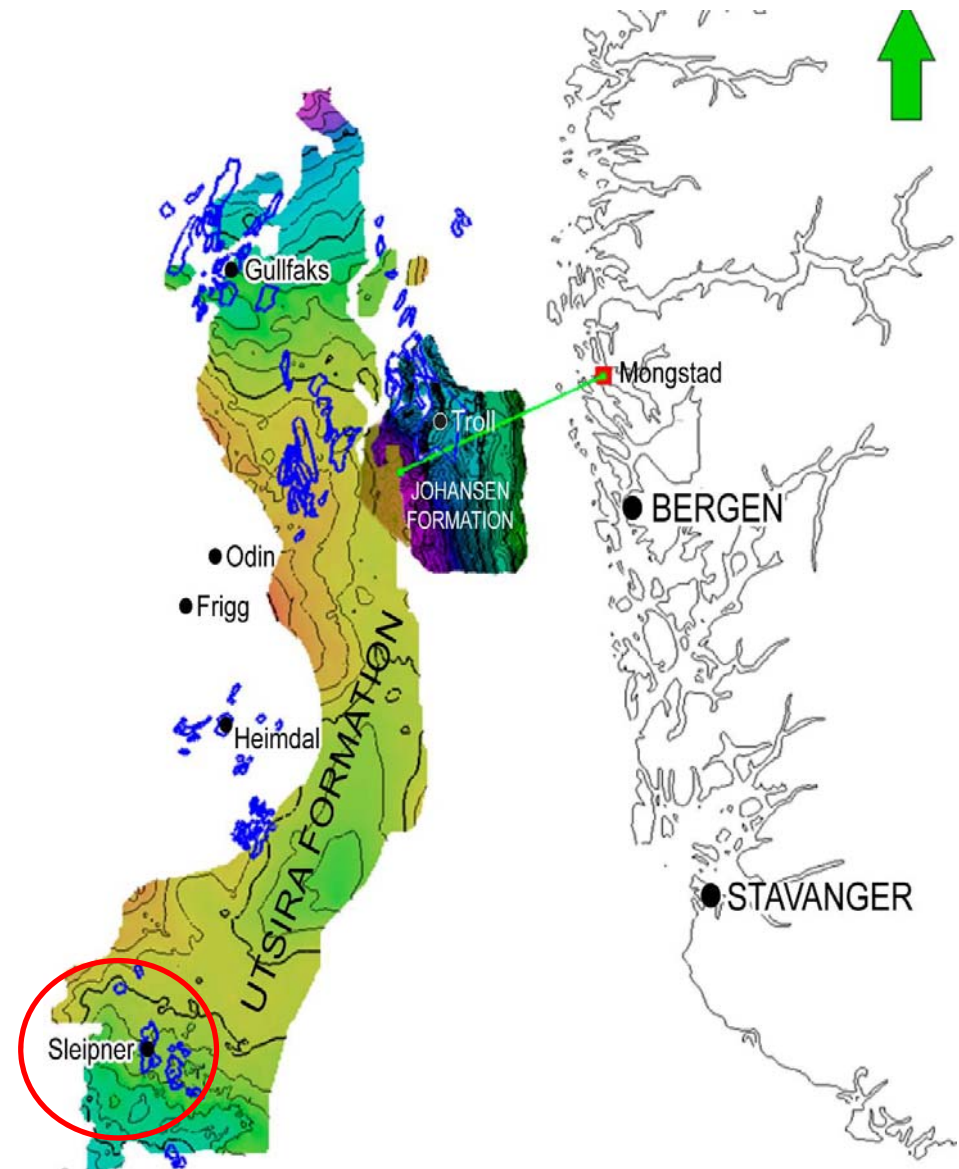 Gullfaks
Mongstad
Troll
JOHANSEN
FORMATION
BERGEN
Odin
Frigg
UTSIRA FORMATION
Heimdal
STAVANGER
Sleipner